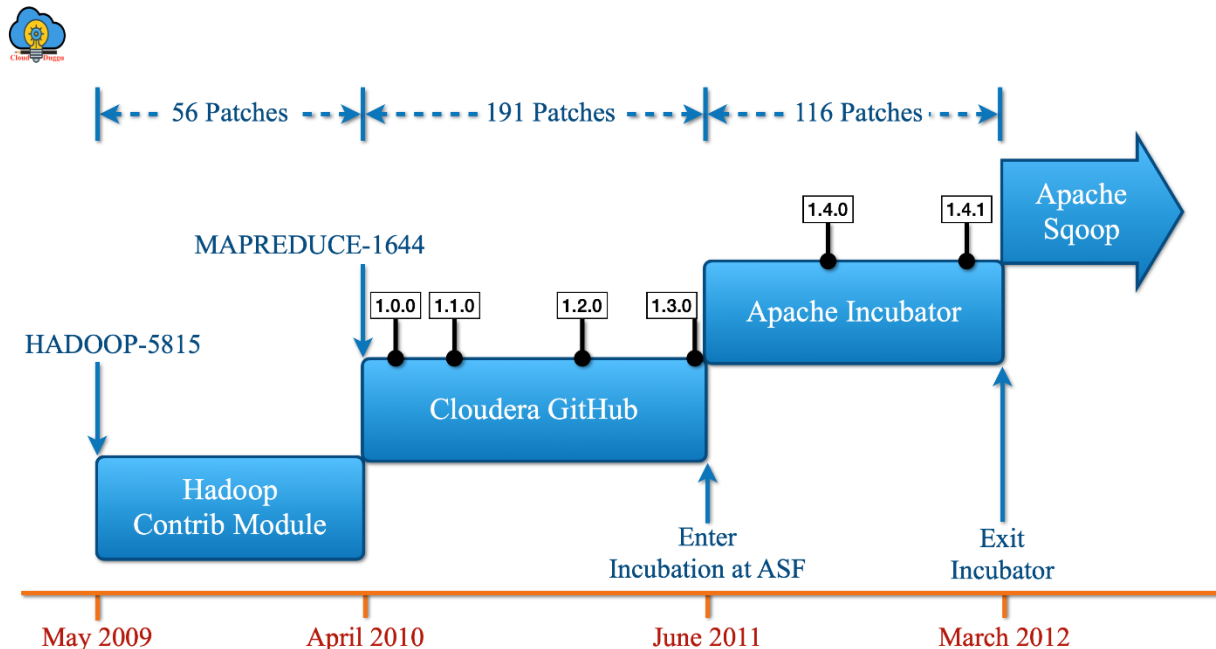 Cloud Duggu
56 Patches
191 Patches
116 Patches
Apache
Sqoop
1.4.0
1.4.1
MAPREDUCE-1644
1.0.0
1.1.0
1.2.0
1.3.0
Apache Incubator
HADOOP-5815
Cloudera GitHub
Hadoop
Contrib Module
Enter
Incubation at ASF
Exit
Incubator
May 2009
April 2010
June 2011
March 2012